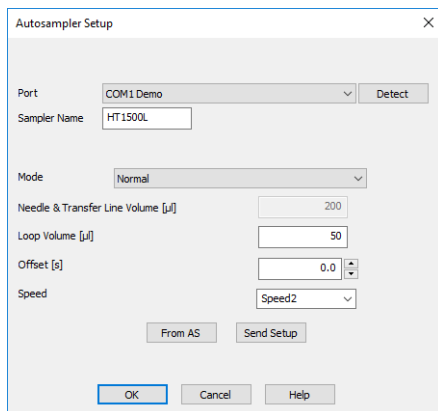 Autosampler Setup
Port COM1 Demo Detect
Sampler Name HT1500L
Mode Normal
Needle & Transfer Line Volume [µl] 200
Loop Volume [µl] 50
Offset [s] 0.0
Speed Speed2
From AS Send Setup
OK Cancel Help